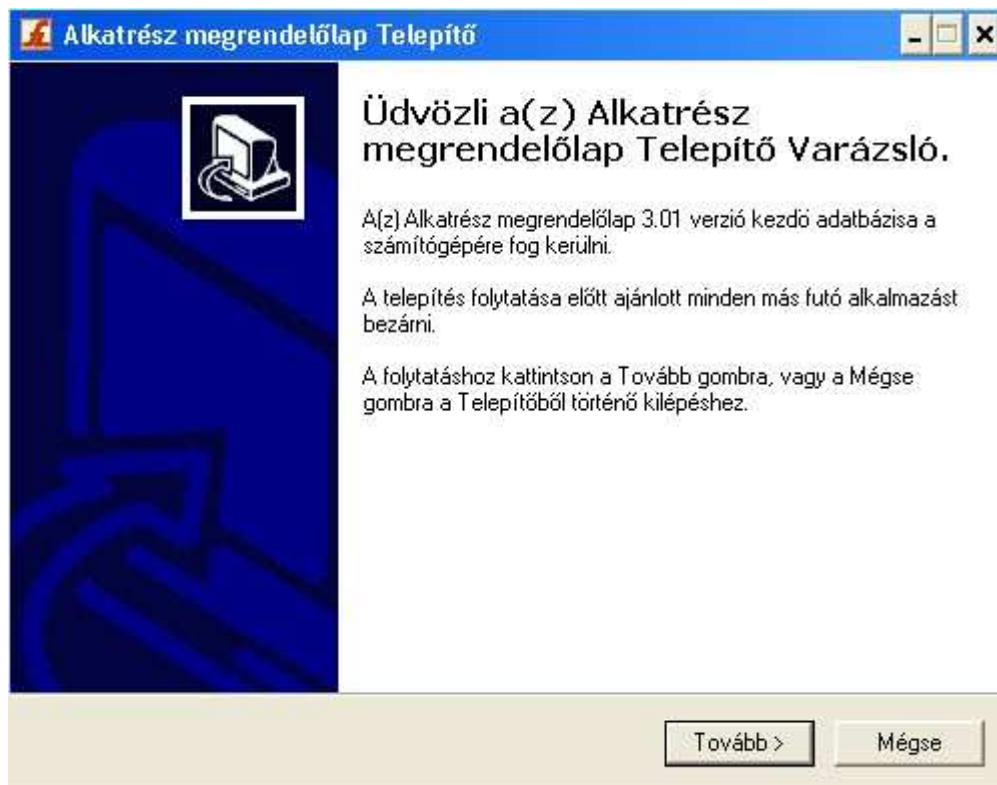 Alkatrész megrendelőlap Telepítő
Üdvözli a(z) Alkatrész
megrendelőlap Telepítő Varázsló.
A(z) Alkatrész megrendelőlap 3.01 verzió kezdö adatbázisa a
számítógépére fog kerülni.
A telepítés folytatása előtt ajánlott minden más futó alkalmazást
bezárni.
A folytatáshoz kattintson a Tovább gombra, vagy a Mégse
gombra a Telepítőből történő kilépéshez.
Tovább >
Mégse